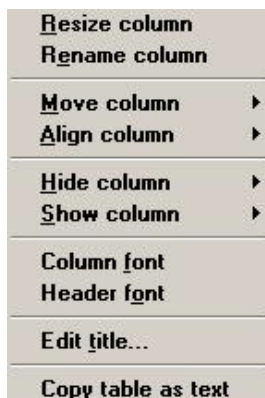 Resize column
Rename column
Move column
Align column
Hide column
Show column
Column font
Header font
Edit title...
Copy table as text